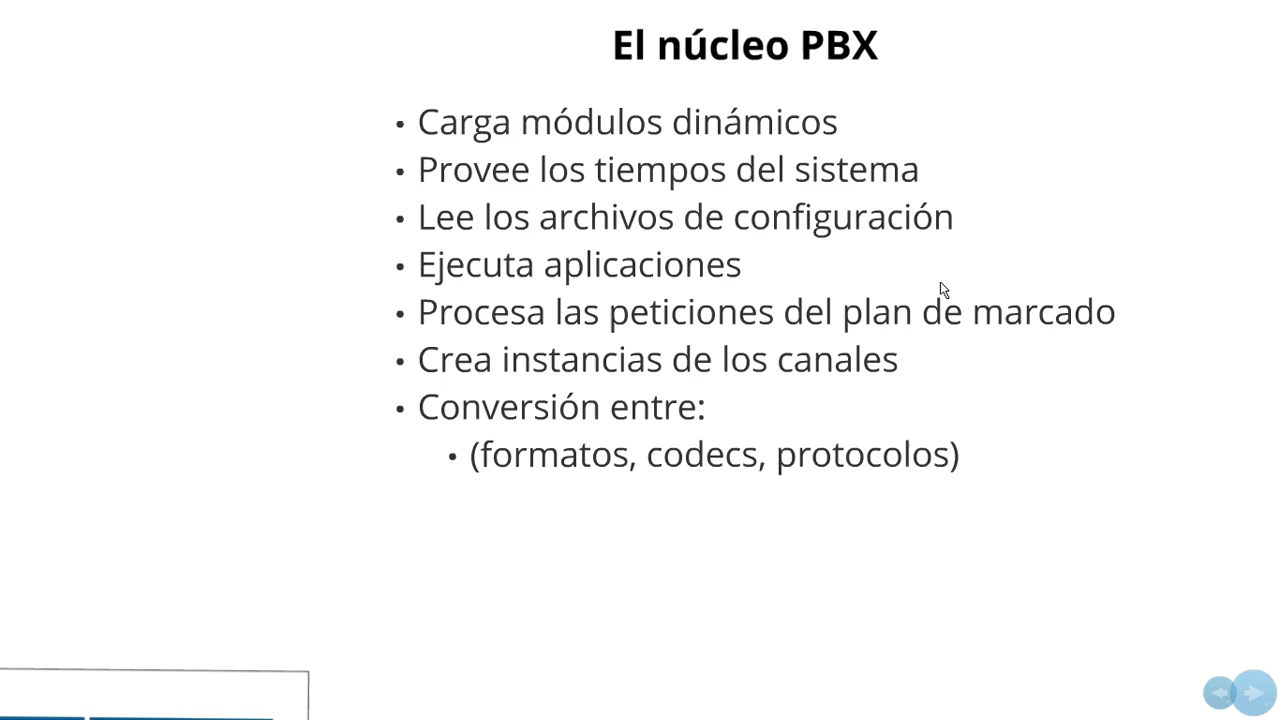 El núcleo PBX
• Carga módulos dinámicos
• Provee los tiempos del sistema
• Lee los archivos de configuración
• Ejecuta aplicaciones
• Procesa las peticiones del plan de marcado
• Crea instancias de los canales
• Conversión entre:
• (formatos, codecs, protocolos)